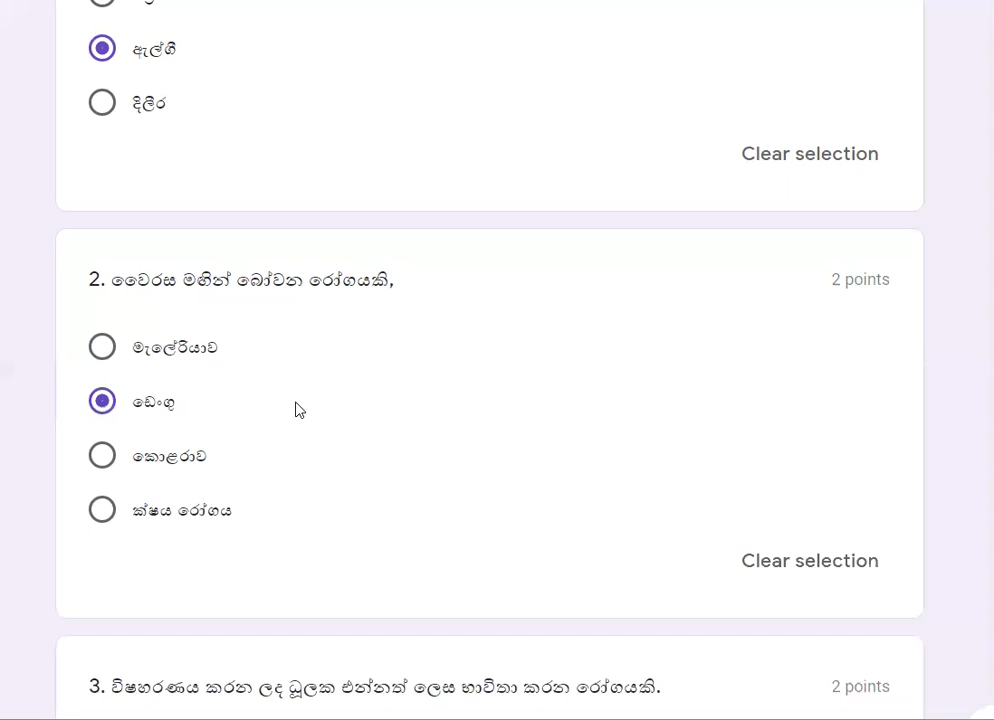 ඇල්ගී
දිලීර
Clear selection
2. වෛරස මඟින් බෝවන රෝගයකි,
2 points
මැලේරියාව
ඩෙංගු
කොළරාව
ක්ෂය රෝගය
Clear selection
3. විෂහරණය කරන ලද ධූලක එන්නත් ලෙස භාවිතා කරන රෝගයකි.
2 points